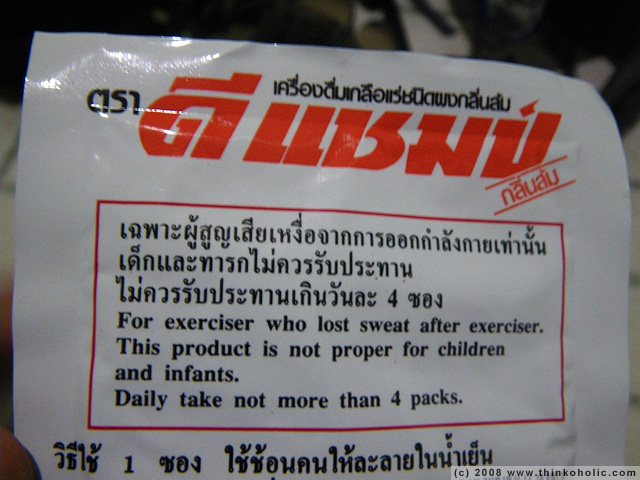 เครื่องดื่มเกลือแร่ชนิดผงกลิ่นส้ม
ตรา ดีแชมป์
กลิ่นส้ม
เฉพาะผู้สูญเสียเหงื่อจากการออกกำลังกายเท่านั้น
เด็กและทารกไม่ควรรับประทาน
ไม่ควรรับประทานเกินวันละ 4 ซอง
For exerciser who lost sweat after exerciser.
This product is not proper for children
and infants.
Daily take not more than 4 packs.
วิธีใช้ 1 ซอง ใช้ช้อนคนให้ละลายในน้ำเย็น
(c) 2008 www.thinkoholic.com